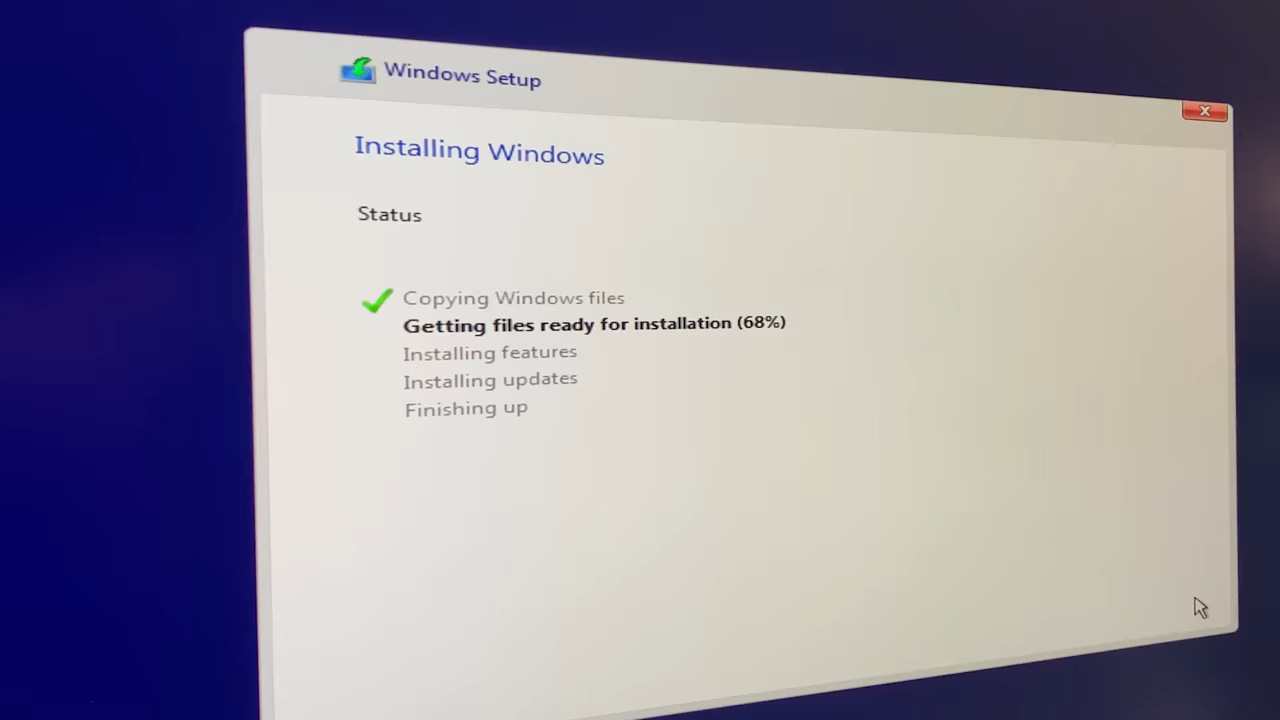 Windows Setup
Installing Windows
Status
Copying Windows files
Getting files ready for installation (68%)
Installing features
Installing updates
Finishing up